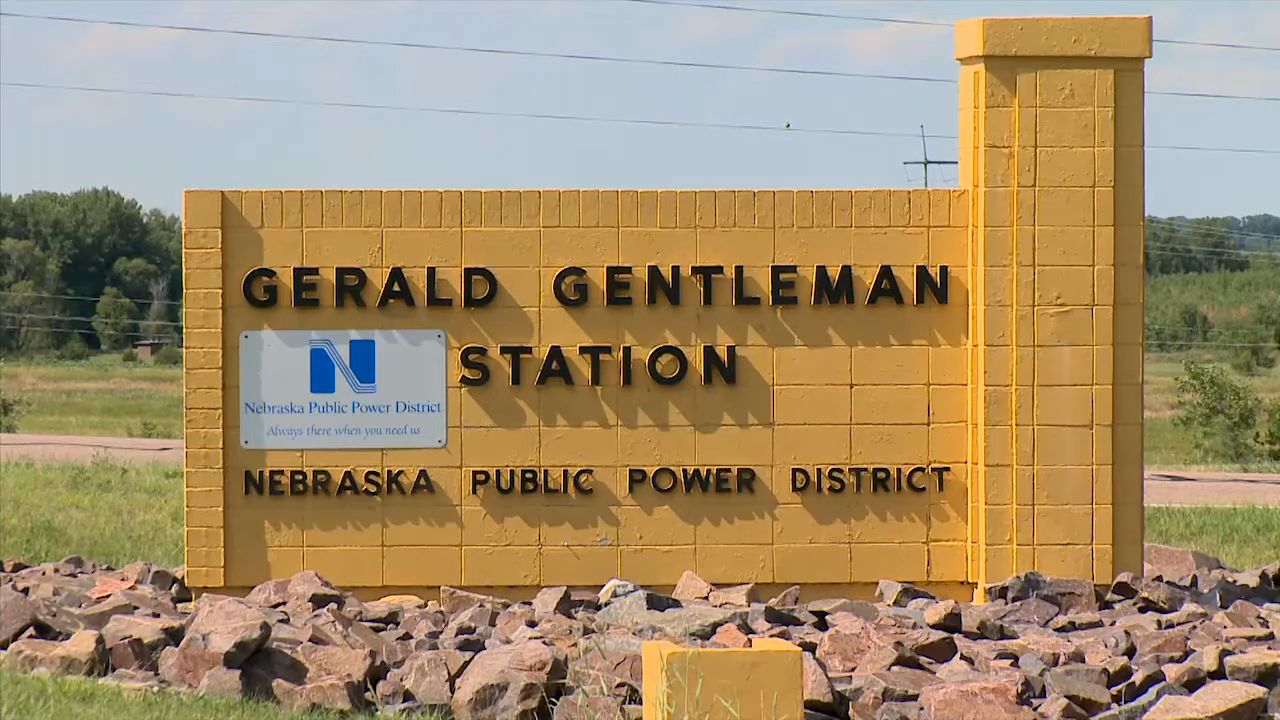 GERALD GENTLEMAN
STATION
N
Nebraska Public Power District
Always there when you need us
NEBRASKA PUBLIC POWER DISTRICT